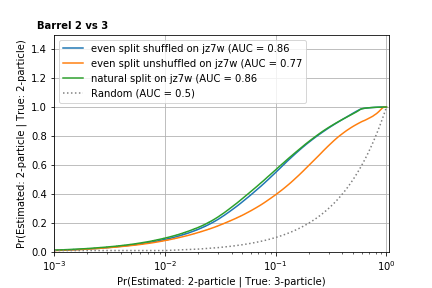 Barrel 2 vs 3
Pr(Estimated: 2-particle | True: 2-particle)
1.4
1.2
1.0
0.8
0.6
0.4
0.2
0.0
even split shuffled on jz7w (AUC = 0.86
even split unshuffled on jz7w (AUC = 0.77
natural split on jz7w (AUC = 0.86
Random (AUC = 0.5)
10⁻³ 10⁻² 10⁻¹ 10⁰
Pr(Estimated: 2-particle | True: 3-particle)